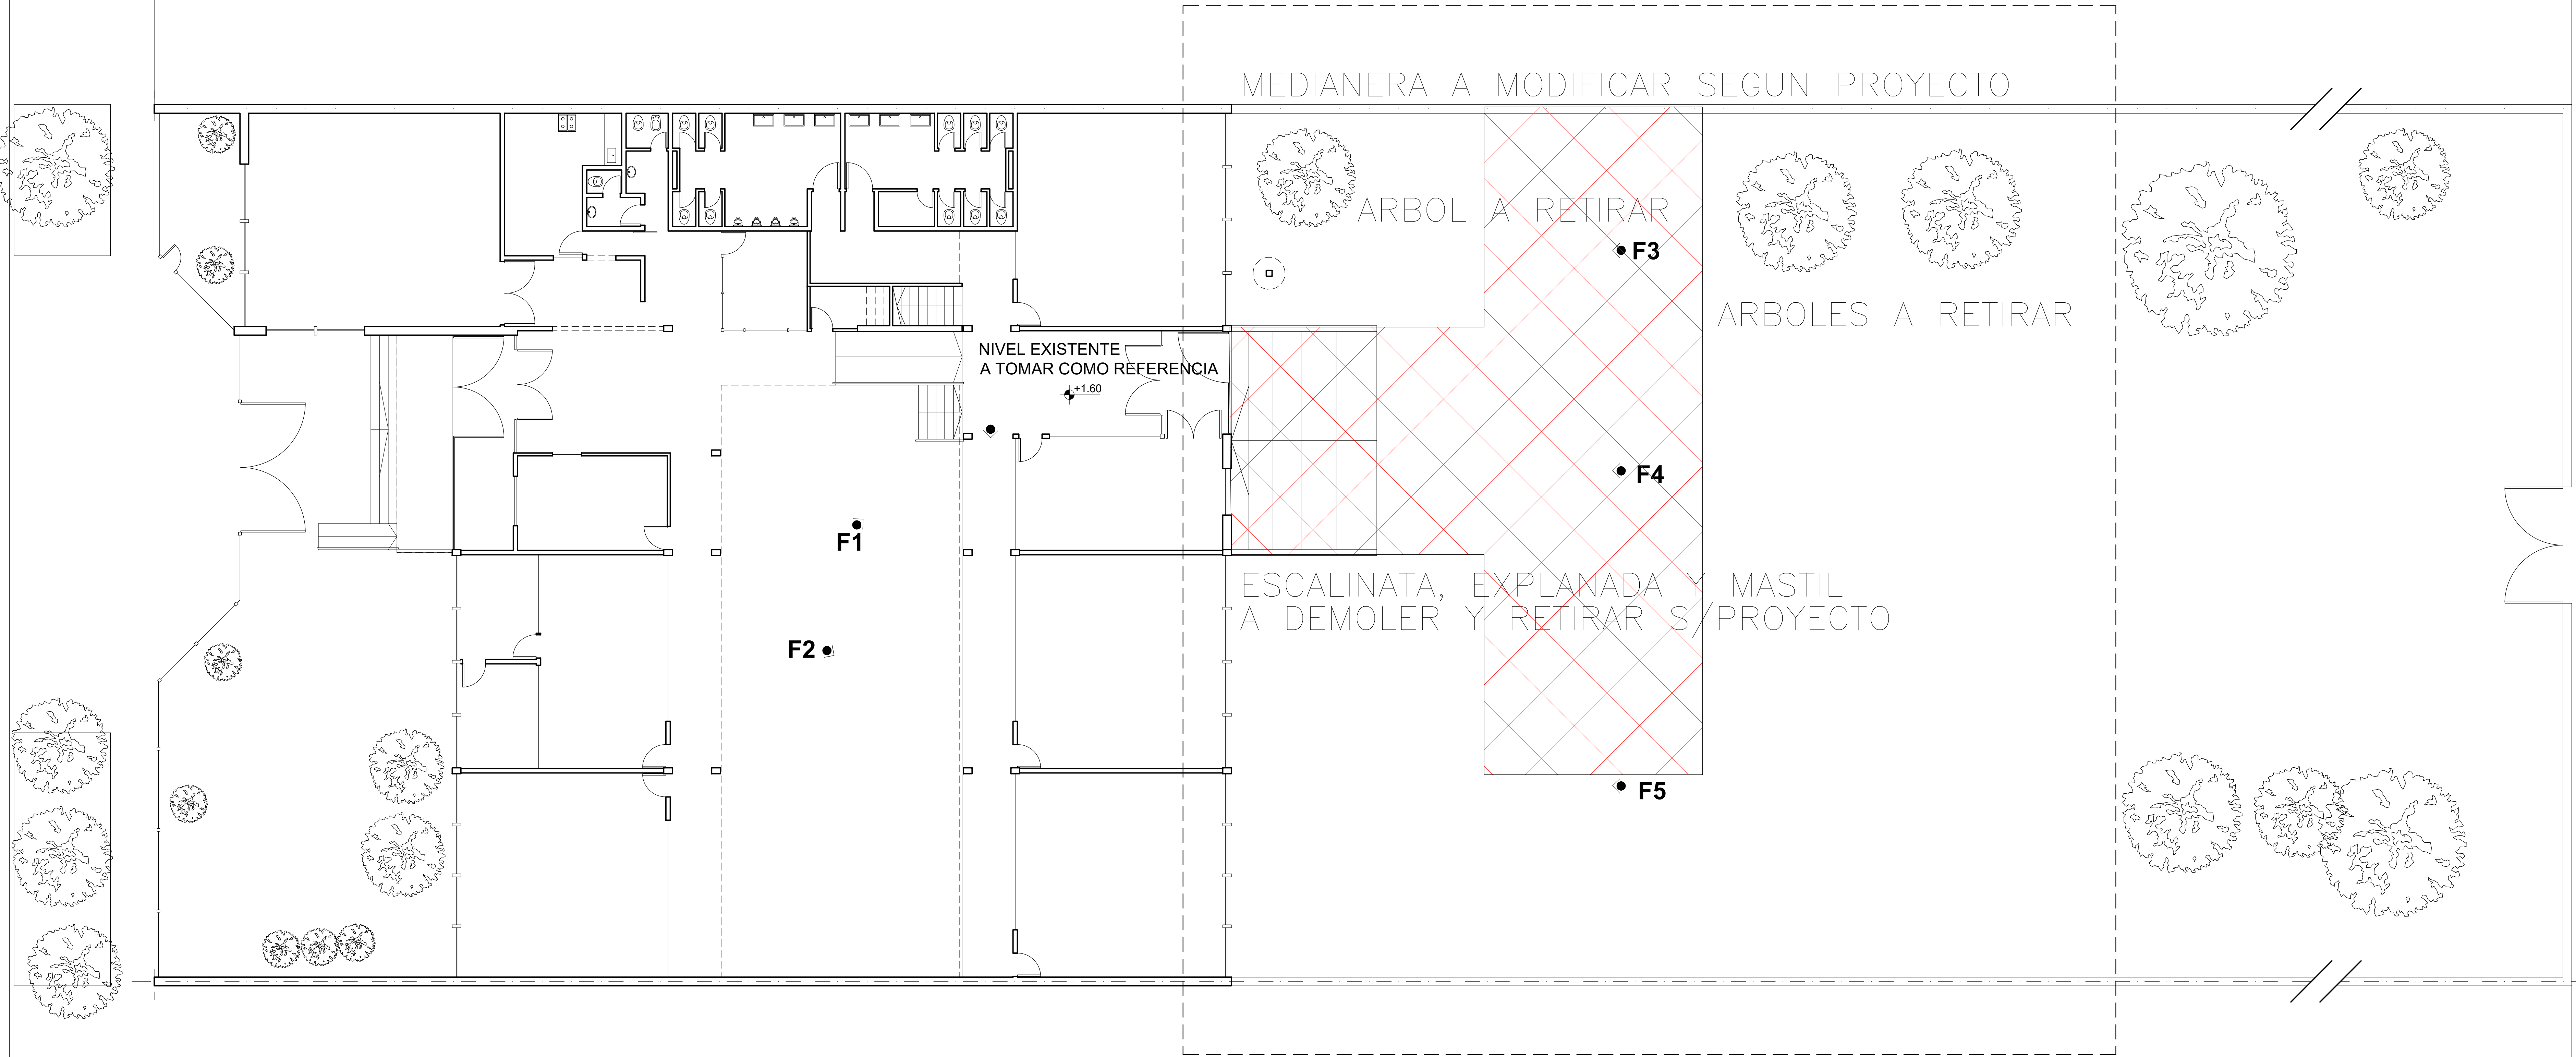 MEDIANERA A MODIFICAR SEGUN PROYECTO
ARBOL A RETIRAR
F3
ARBOLES A RETIRAR
NIVEL EXISTENTE
A TOMAR COMO REFERENCIA
+1.60
F4
F1
ESCALINATA, EXPLANADA Y MASTIL
A DEMOLER Y RETIRAR S/PROYECTO
F2
F5